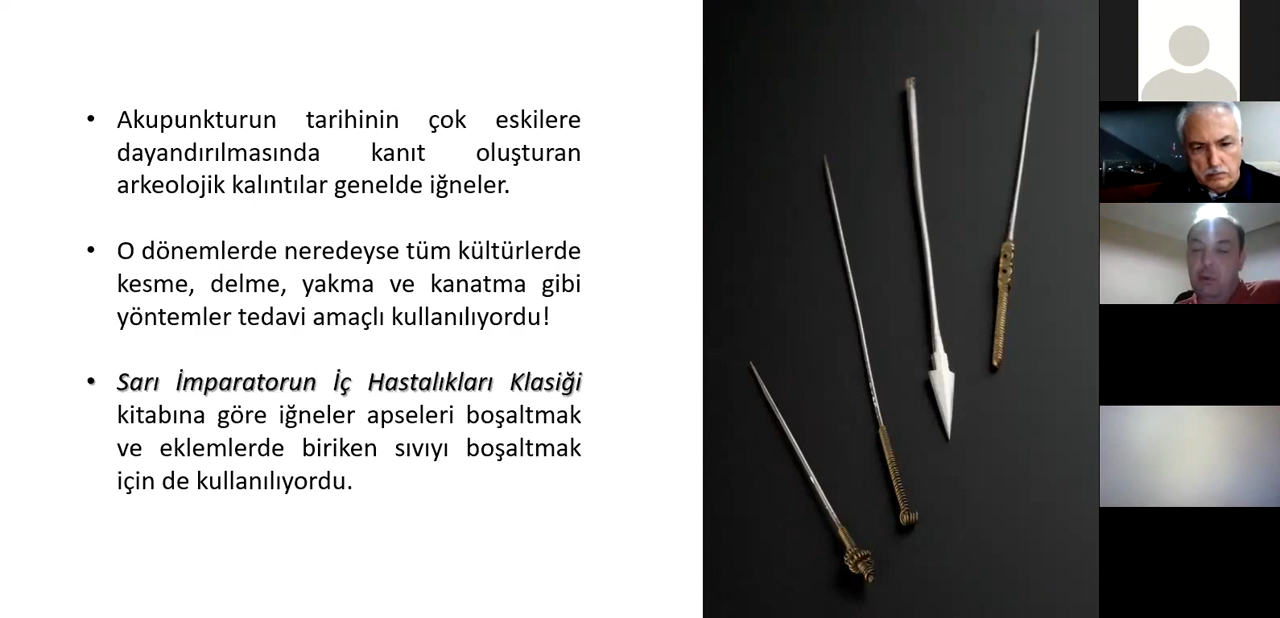 • Akupunkturun tarihinin çok eskilere
dayandırılmasında kanıt oluşturan
arkeolojik kalıntılar genelde iğneler.
• O dönemlerde neredeyse tüm kültürlerde
kesme, delme, yakma ve kanatma gibi
yöntemler tedavi amaçlı kullanılıyordu!
• Sarı İmparatorun İç Hastalıkları Klasiği
kitabına göre iğneler apseleri boşaltmak
ve eklemlerde biriken sıvıyı boşaltmak
için de kullanılıyordu.